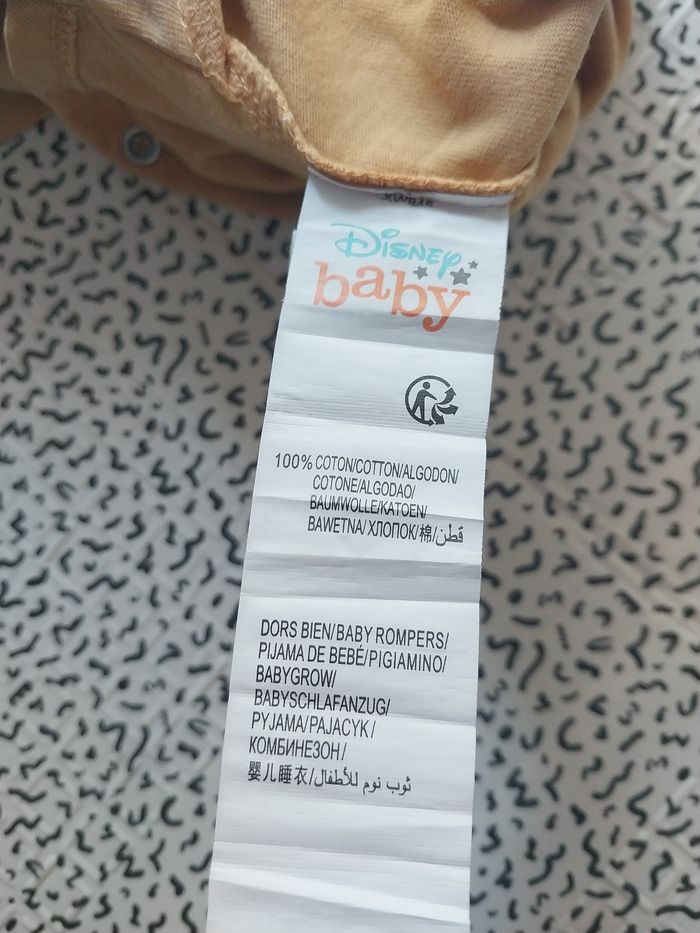 Disney
baby
100% COTON/COTTON/ALGODON/
COTONE/ALGODAO/
BAUMWOLLE/KATOEN/
BAWEŁNA/ХЛОПОК/棉/قطن
DORS BIEN/BABY ROMPERS/
PIJAMA DE BEBÉ/PIGIAMINO/
BABYGROW/
BABYSCHLAFANZUG/
PYJAMA/PAJACYK/
КОМБИНЕЗОН/
婴儿睡衣/ثوب نوم للأطفال